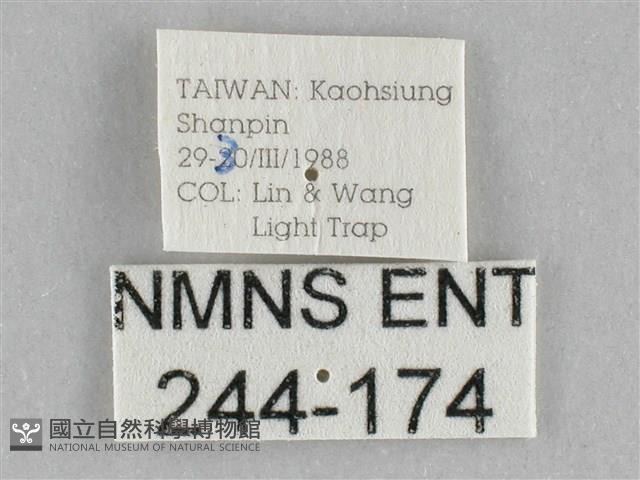 TAIWAN: Kaohsiung
Shanpin
29-30/III/1988
COL: Lin & Wang
Light Trap
NMNS ENT
244-174
國立自然科學博物館
NATIONAL MUSEUM OF NATURAL SCIENCE